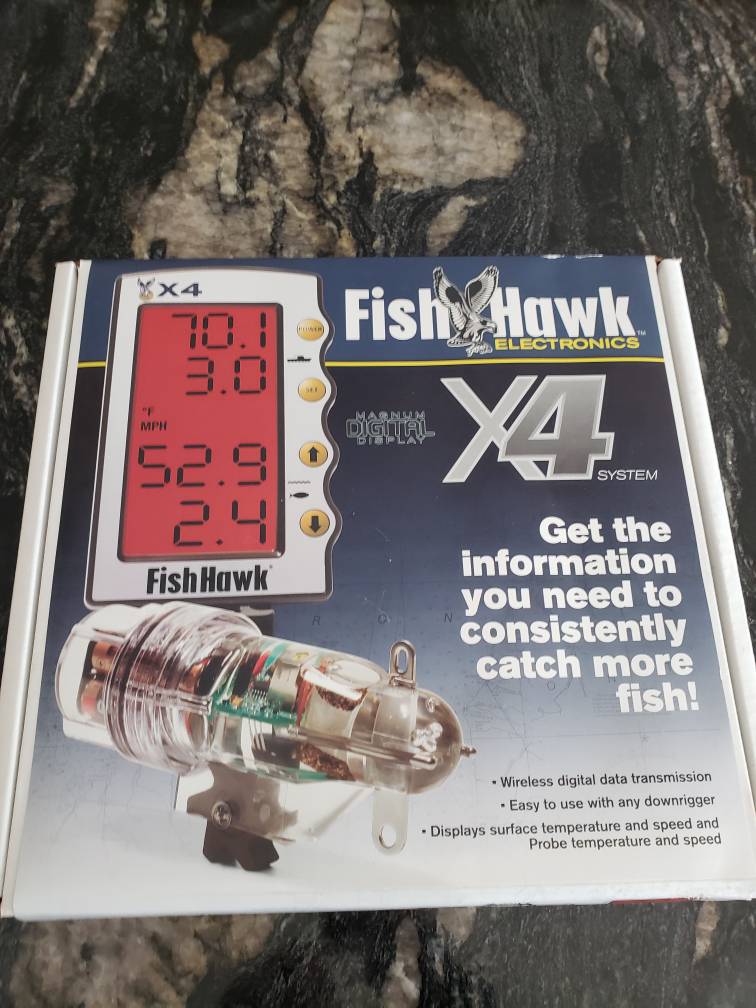 X4
70.1
3.0
°F
MPH
52.9
2.4
POWER
SET
FishHawk
Fish Hawk™
ELECTRONICS
MAGNUM
DIGITAL
DISPLAY
X4
SYSTEM
Get the
information
you need to
consistently
catch more
fish!
R O N
▪ Wireless digital data transmission
▪ Easy to use with any downrigger
▪ Displays surface temperature and speed and
Probe temperature and speed